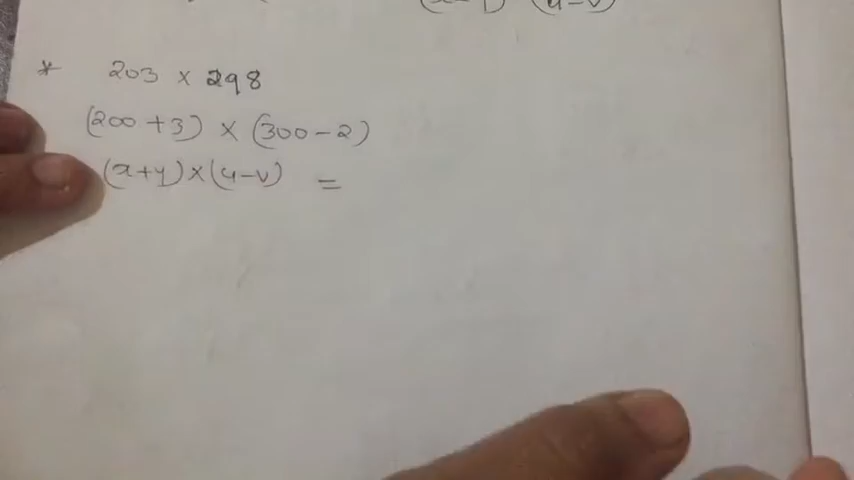 * 203 × 298
(200 + 3) × (300 - 2)
(x+y)×(u-v) =